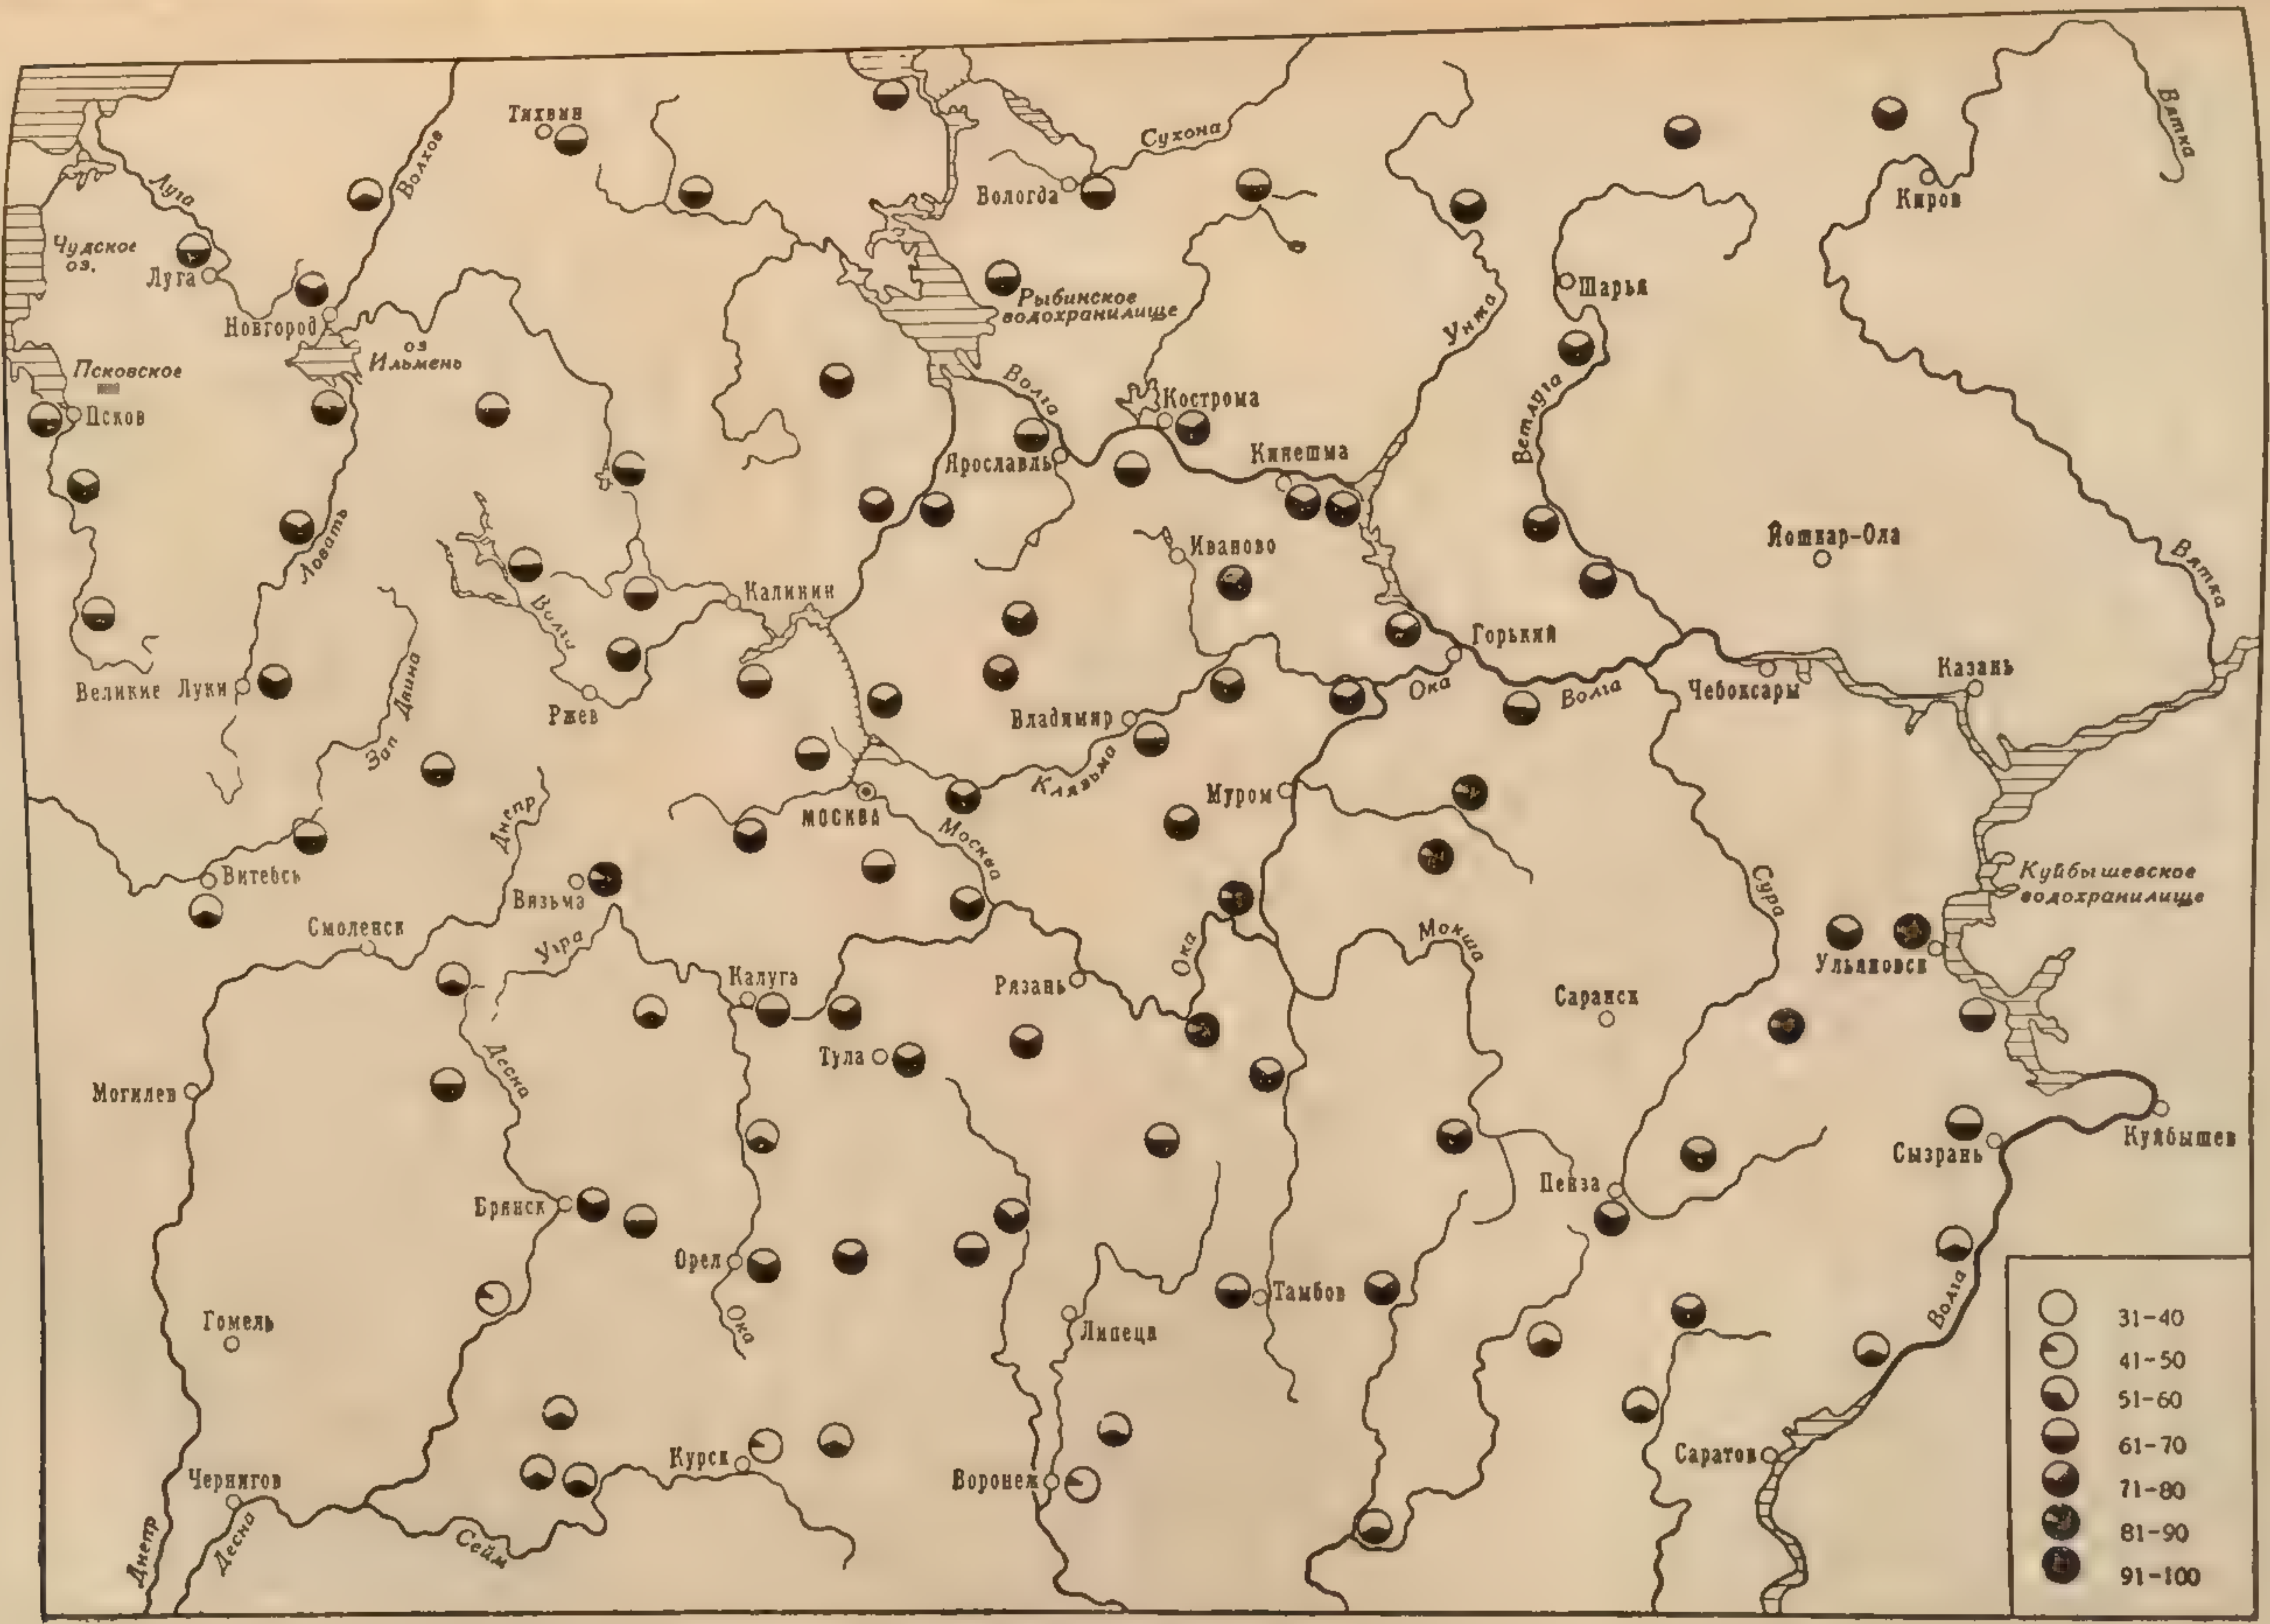 Тихвин
Волхов
Сухона
Вологда
Вятка
Киров
Луга
Чудское
оз.
Луга
Новгород
оз
Ильмень
Рыбинское
водохранилище
Унжа
Шарья
Псковское
Псков
Волга
Кострома
Ярославль
Кинешма
Ветлуга
Ловать
Иваново
Йошкар-Ола
Вятка
Волга
Калинин
Горький
Великие Луки
Зап Двина
Ржев
Владимир
Клязьма
Ока
Волга
Чебоксары
Казань
Днепр
МОСКВА
Москва
Муром
Витебск
Вязьма
Сура
Куйбышевское
водохранилище
Смоленск
Угра
Калуга
Рязань
Ока
Мокша
Ульяновск
Саранск
Десна
Тула
Могилев
Куйбышев
Сызрань
Пенза
Брянск
Орел
Ока
Тамбов
Липецк
Волга
Гомель
31-40
41-50
51-60
61-70
71-80
81-90
91-100
Курск
Воронеж
Саратов
Чернигов
Днепр
Десна
Сейм